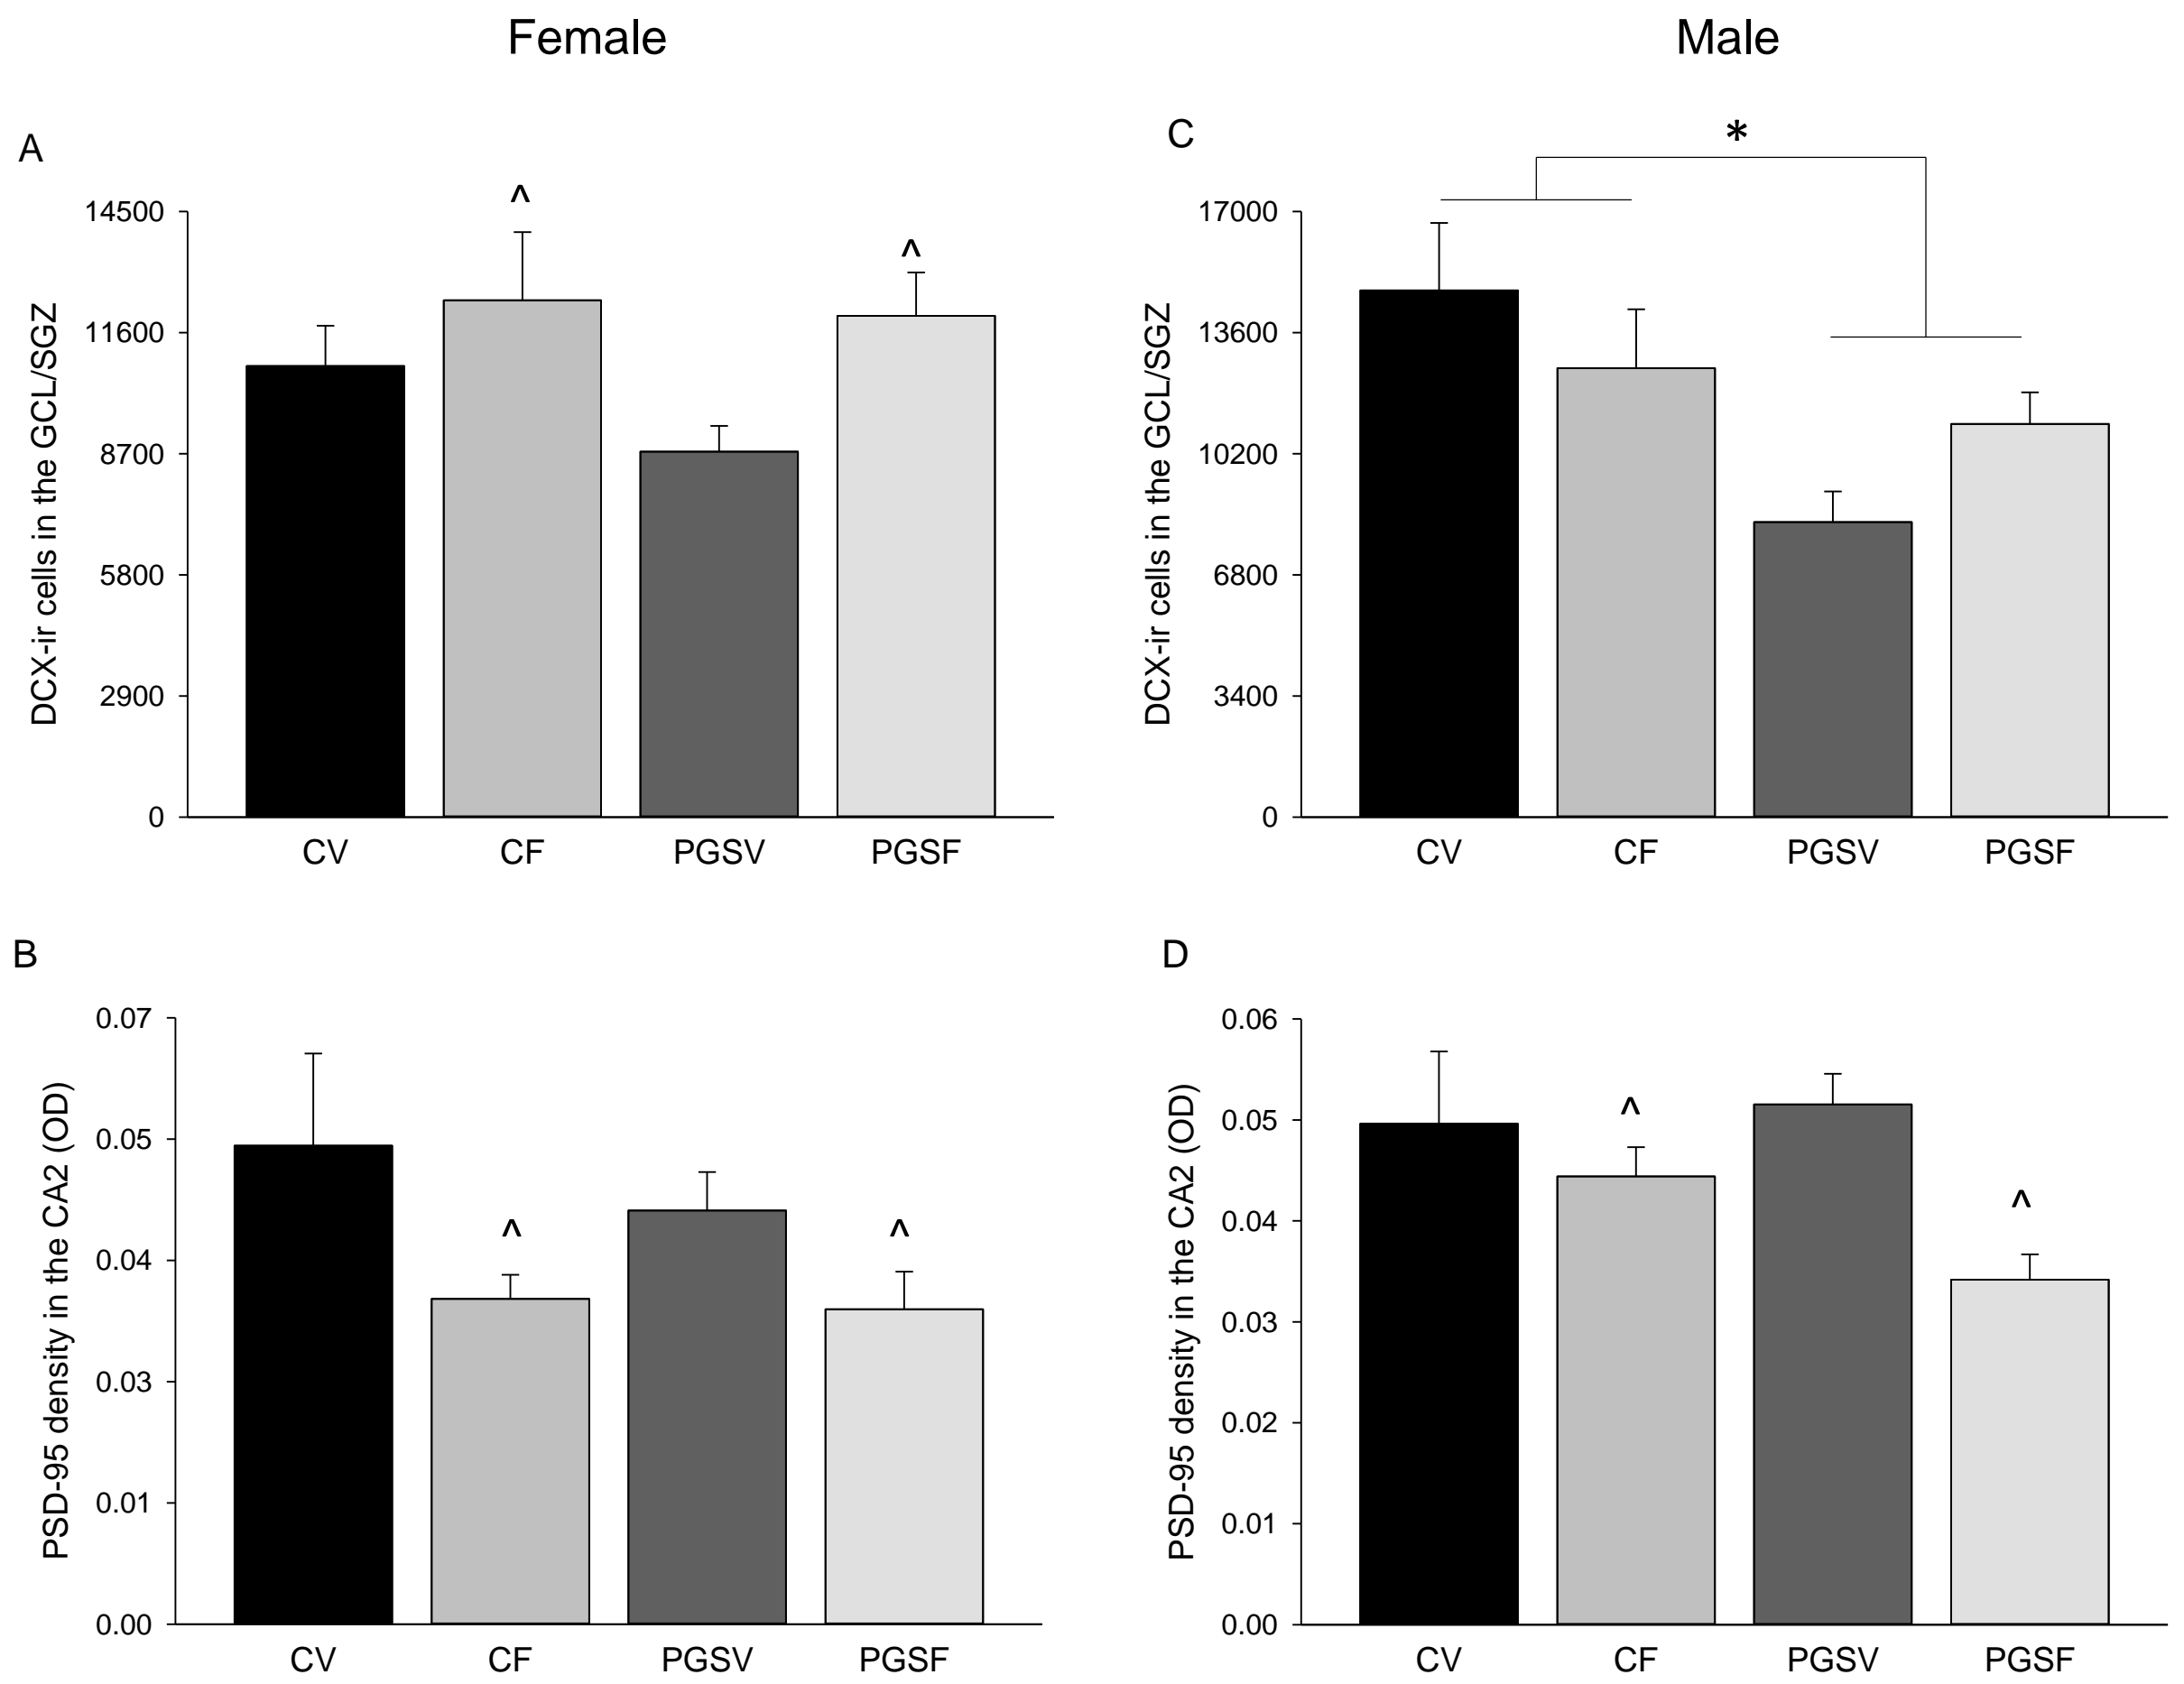 Female
Male
A
^
^
14500
11600
8700
5800
2900
0
DCX-ir cells in the GCL/SGZ
CV CF PGSV PGSF
C
*
17000
13600
10200
6800
3400
0
DCX-ir cells in the GCL/SGZ
CV CF PGSV PGSF
B
^ ^
0.07
0.05
0.04
0.03
0.01
0.00
PSD-95 density in the CA2 (OD)
CV CF PGSV PGSF
D
^
^
0.06
0.05
0.04
0.03
0.02
0.01
0.00
PSD-95 density in the CA2 (OD)
CV CF PGSV PGSF